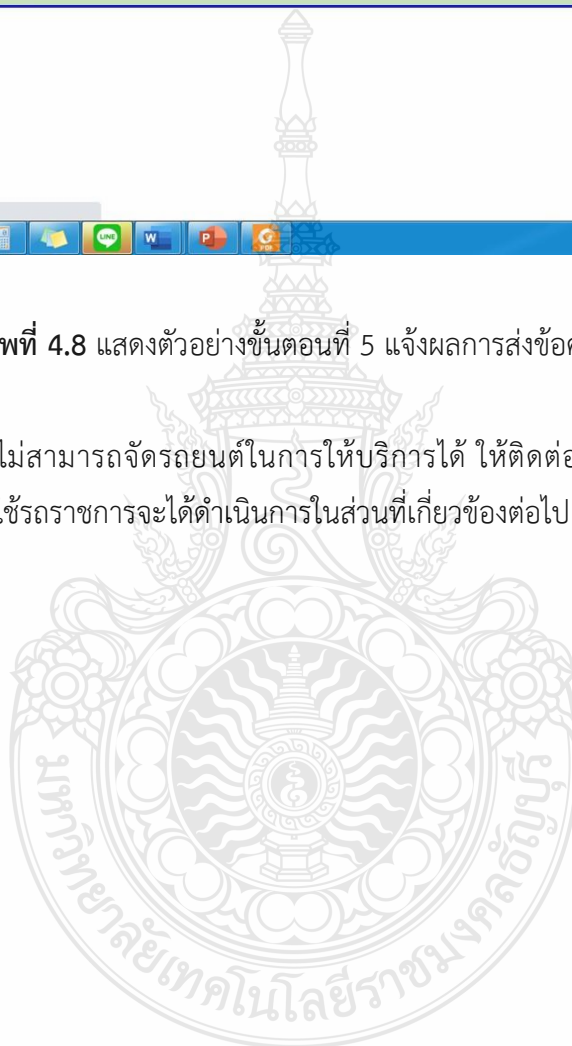 LINE
W
P
G
PDF
พที่ 4.8 แสดงตัวอย่างขั้นตอนที่ 5 แจ้งผลการส่งข้อค
ไม่สามารถจัดรถยนต์ในการให้บริการได้ ให้ติดต่อ
ใช้รถราชการจะได้ดำเนินการในส่วนที่เกี่ยวข้องต่อไป
มหาวิทยาลัยเทคโนโลยีราชมงคลธัญบุรี